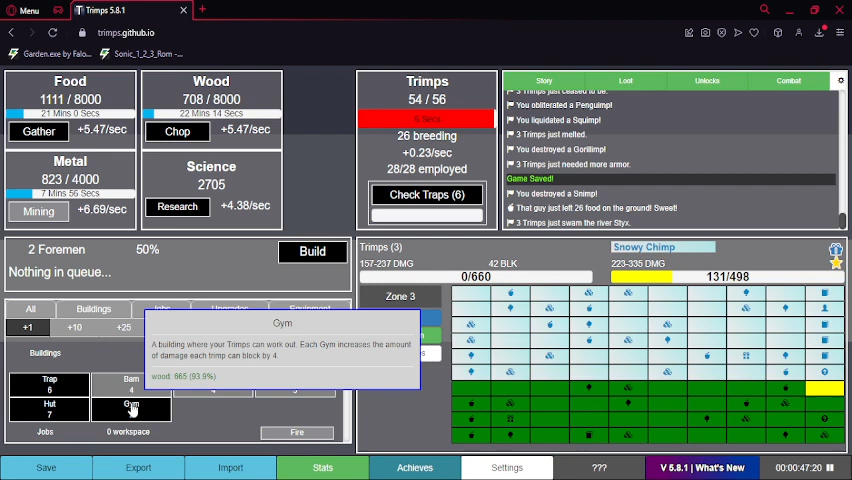 Menu
Trimps 5.8.1
trimps.github.io
Garden.exe by Falo...
Sonic_1_2_3_Rom -...
Food
1111 / 8000
21 Mins 0 Secs
Gather
+5.47/sec
Wood
708 / 8000
22 Mins 14 Secs
Chop
+5.47/sec
Metal
823 / 4000
7 Mins 56 Secs
Mining
+6.69/sec
Science
2705
Research
+4.38/sec
Trimps
54 / 56
26 breeding
+0.23/sec
28/28 employed
Check Traps (6)
Story
Loot
Unlocks
Combat
3 Trimps just ceased to be.
You obliterated a Penguimp!
You liquidated a Squimp!
3 Trimps just melted.
You destroyed a Gorillimp!
3 Trimps just needed more armor.
Game Saved!
You destroyed a Snimp!
That guy just left 26 food on the ground! Sweet!
3 Trimps just swam the river Styx.
2 Foremen
50%
Build
Nothing in queue...
All
Buildings
+1
+10
+25
Buildings
Trap
6
Barn
4
Hut
7
Gym
Jobs
0 workspace
Fire
Gym
A building where your Trimps can work out. Each Gym increases the amount
of damage each trimp can block by 4.
wood: 665 (93.9%)
Trimps (3)
157-237 DMG
42 BLK
0/660
Snowy Chimp
223-335 DMG
131/498
Zone 3
Save
Export
Import
Stats
Achieves
Settings
???
V 5.8.1 | What's New
00:00:47:20